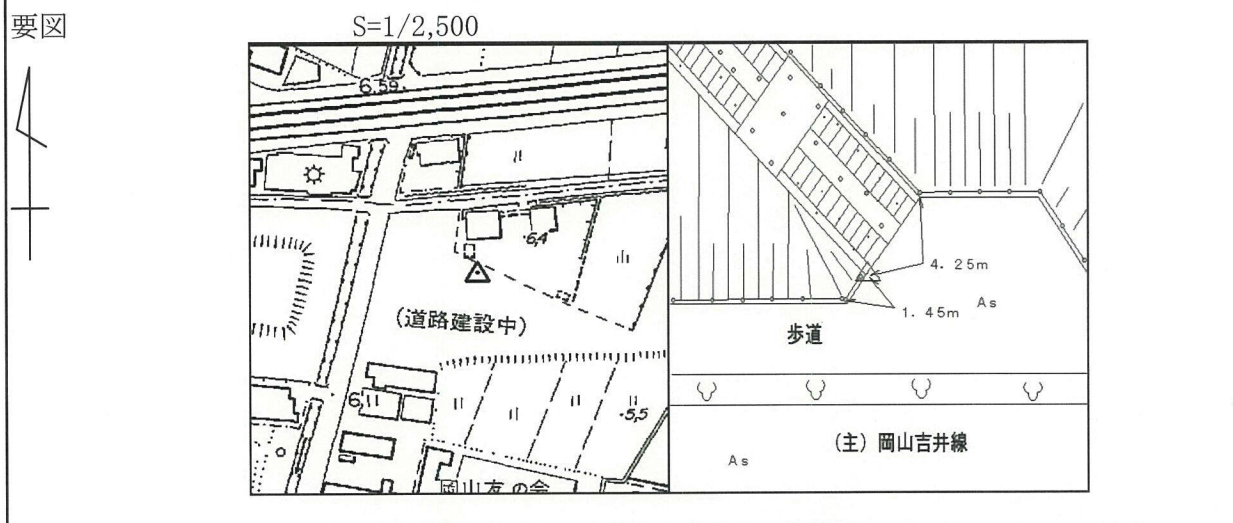 要図
S=1/2,500
6.59
6,4
(道路建設中)
6,11
5,5
岡山友の会
4.25m
1.45m
As
歩道
(主) 岡山吉井線
As